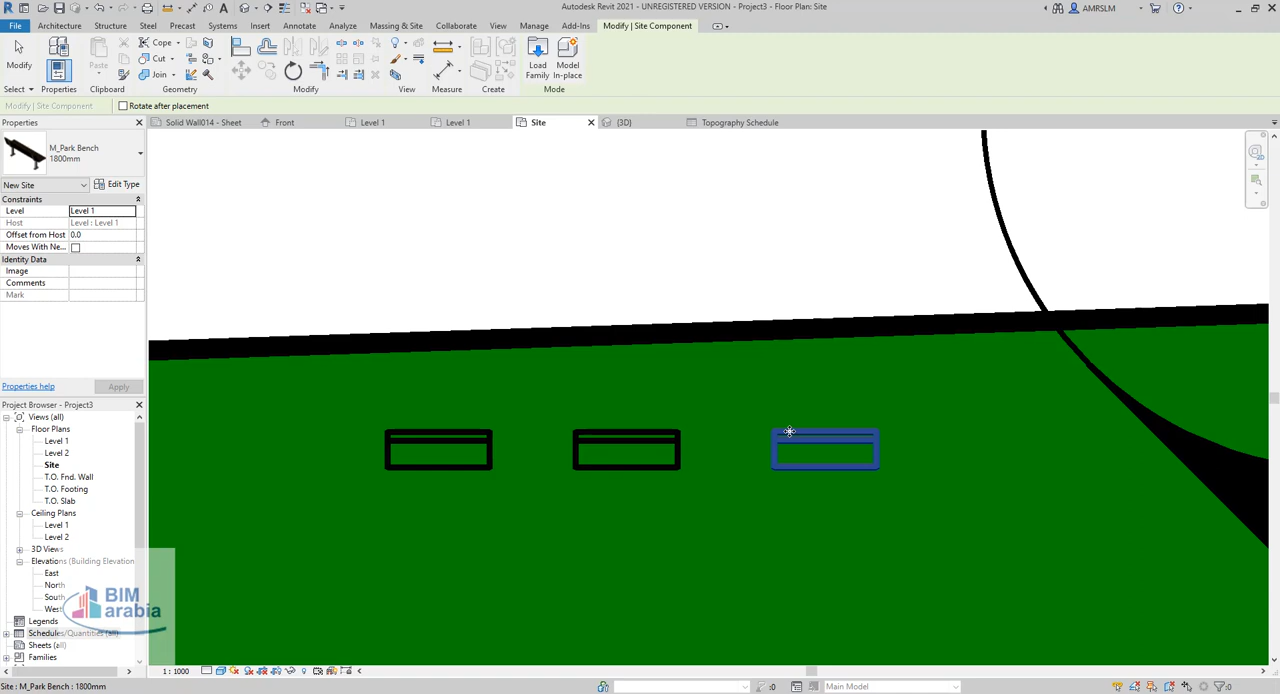 Autodesk Revit 2021 - UNREGISTERED VERSION - Project3 - Floor Plan: Site
AMRSLM
File Architecture Structure Steel Precast Systems Insert Annotate Analyze Massing & Site Collaborate View Manage Add-Ins Modify | Site Component
Modify Paste Cope Cut Join Load Family Model In-place
Select Properties Clipboard Geometry Modify View Measure Create Mode
Modify | Site Component Rotate after placement
Properties
Solid Wall014 - Sheet Front Level 1 Level 1 Site {3D} Topography Schedule
M_Park Bench
1800mm
New Site Edit Type
Constraints
Level Level 1
Host Level : Level 1
Offset from Host 0.0
Moves With Ne...
Identity Data
Image
Comments
Mark
Properties help Apply
Project Browser - Project3
Views (all)
Floor Plans
Level 1
Level 2
Site
T.O. Fnd. Wall
T.O. Footing
T.O. Slab
Ceiling Plans
Level 1
Level 2
3D Views
Elevations (Building Elevation
East
North
South
West
Legends
Schedules/Quantities (all)
Sheets (all)
Families
BIM
arabia
1 : 1000
Site : M_Park Bench : 1800mm
:0 Main Model :0